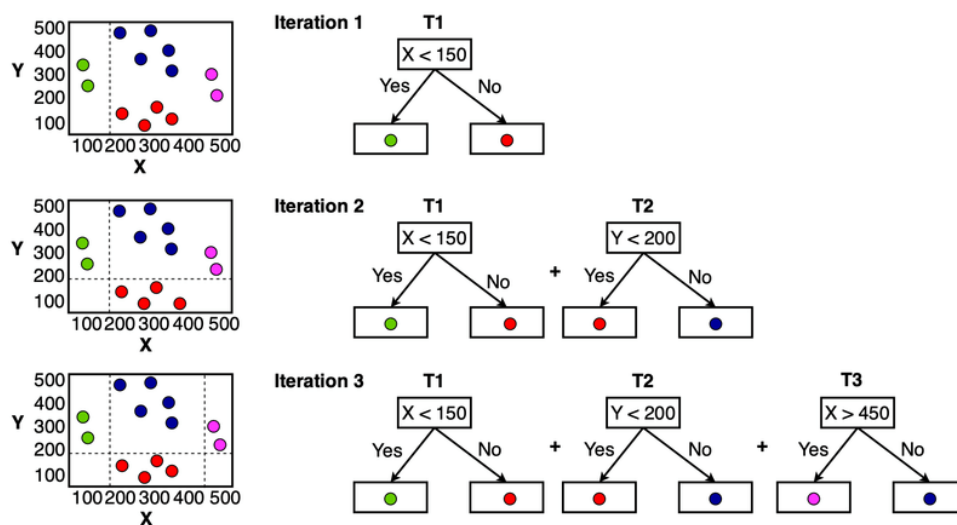 Iteration 1
T1
500
400
300
200
100
Y
100 200 300 400 500
X
X < 150
Yes
No
Iteration 2
T1
T2
500
400
300
200
100
Y
100 200 300 400 500
X
X < 150
Yes
No
+
Y < 200
Yes
No
Iteration 3
T1
T2
T3
500
400
300
200
100
Y
100 200 300 400 500
X
X < 150
Yes
No
+
Y < 200
Yes
No
+
X > 450
Yes
No